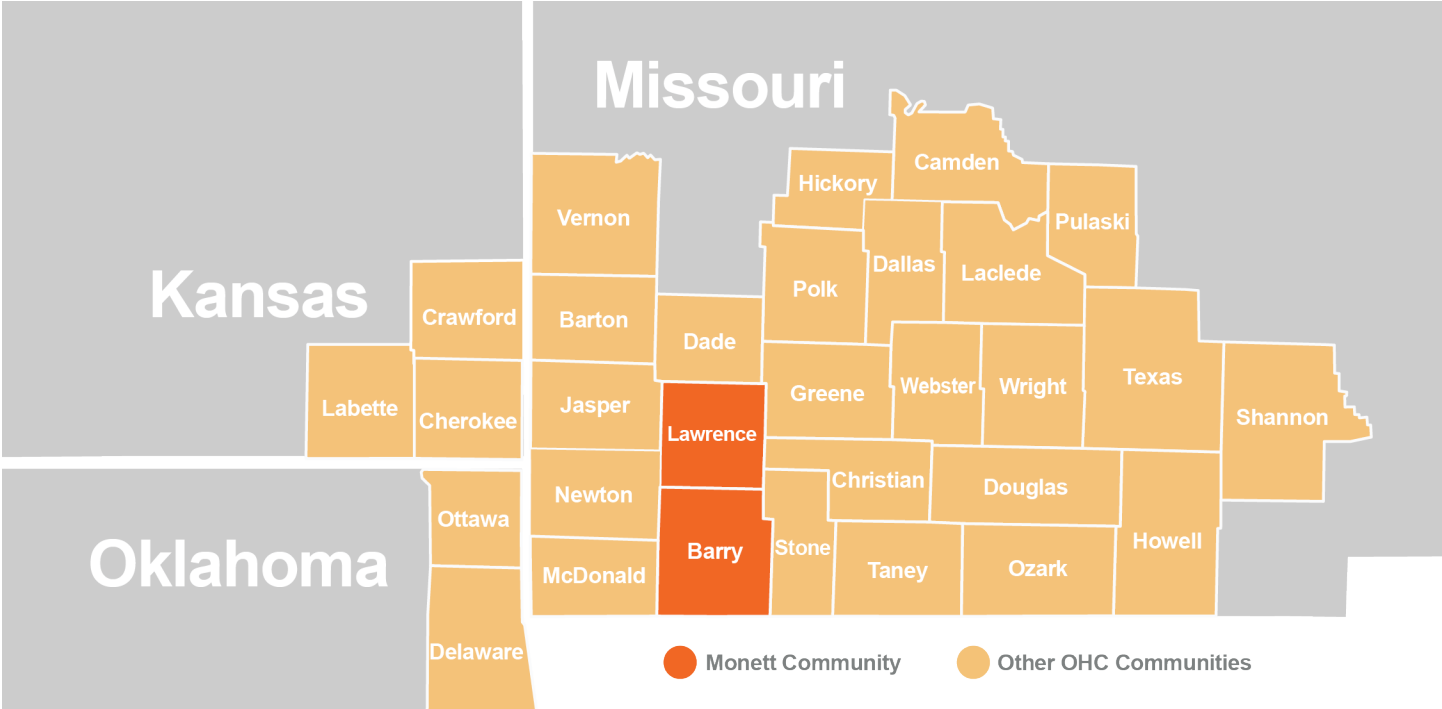 Missouri
Camden
Hickory
Vernon
Pulaski
Dallas
Laclede
Kansas
Polk
Crawford
Barton
Dade
Texas
Webster
Wright
Greene
Jasper
Labette
Cherokee
Shannon
Lawrence
Christian
Douglas
Newton
Ottawa
Howell
Stone
Barry
Oklahoma
Ozark
Taney
McDonald
Delaware
Monett Community
Other OHC Communities